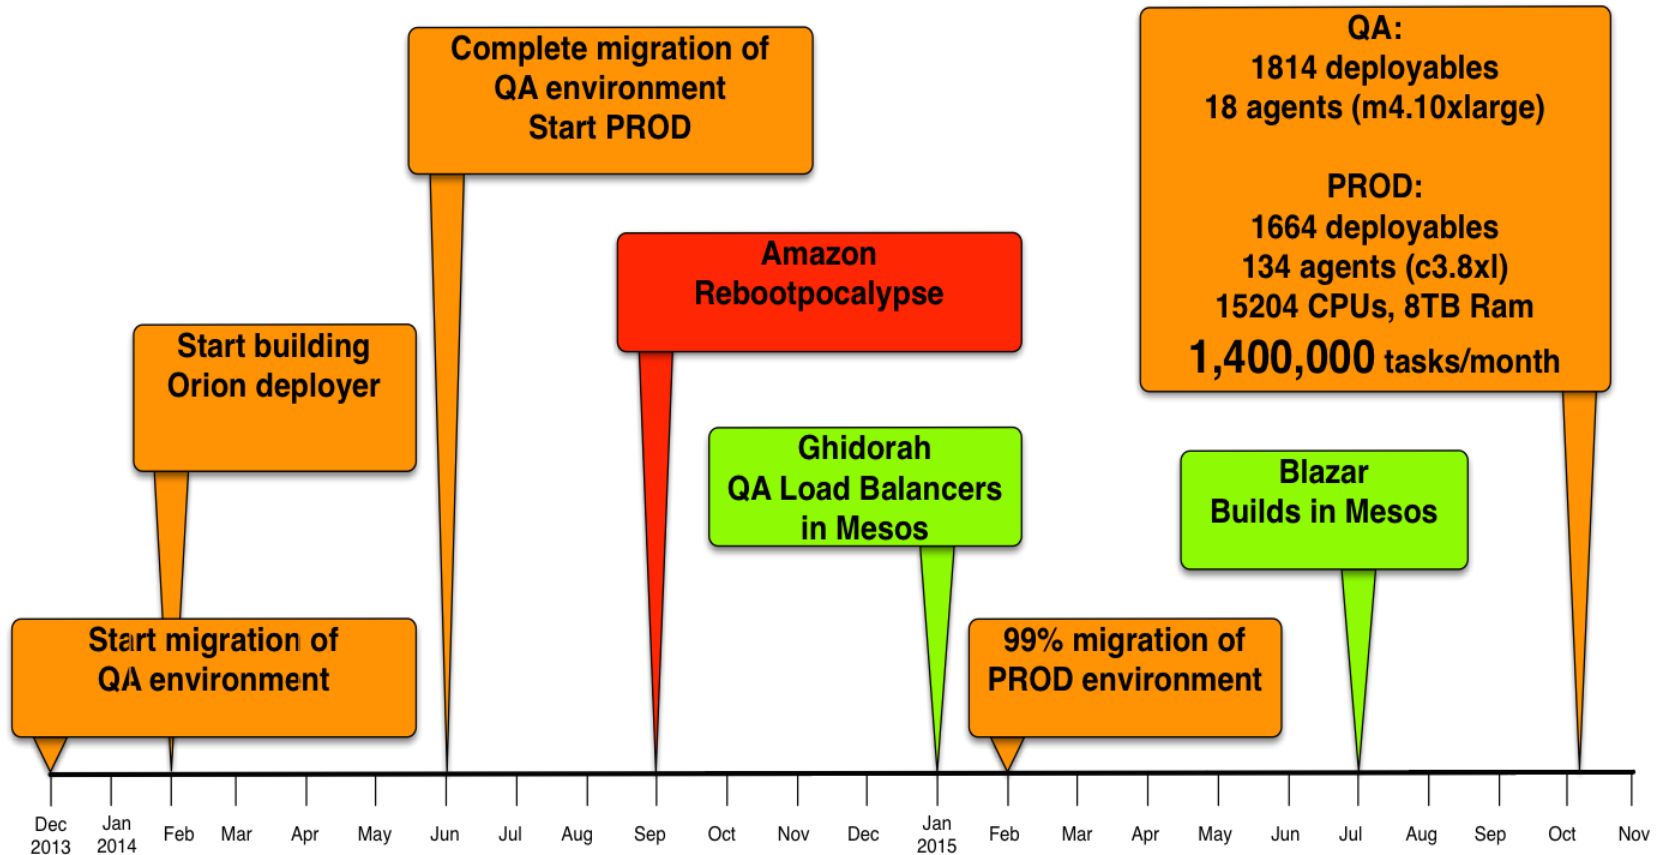 Complete migration of
QA environment
Start PROD
QA:
1814 deployables
18 agents (m4.10xlarge)
PROD:
1664 deployables
134 agents (c3.8xl)
15204 CPUs, 8TB Ram
1,400,000 tasks/month
Amazon
Rebootpocalypse
Start building
Orion deployer
Ghidorah
QA Load Balancers
in Mesos
Blazar
Builds in Mesos
Start migration of
QA environment
99% migration of
PROD environment
Dec
2013
Jan
2014
Feb
Mar
Apr
May
Jun
Jul
Aug
Sep
Oct
Nov
Dec
Jan
2015
Feb
Mar
Apr
May
Jun
Jul
Aug
Sep
Oct
Nov